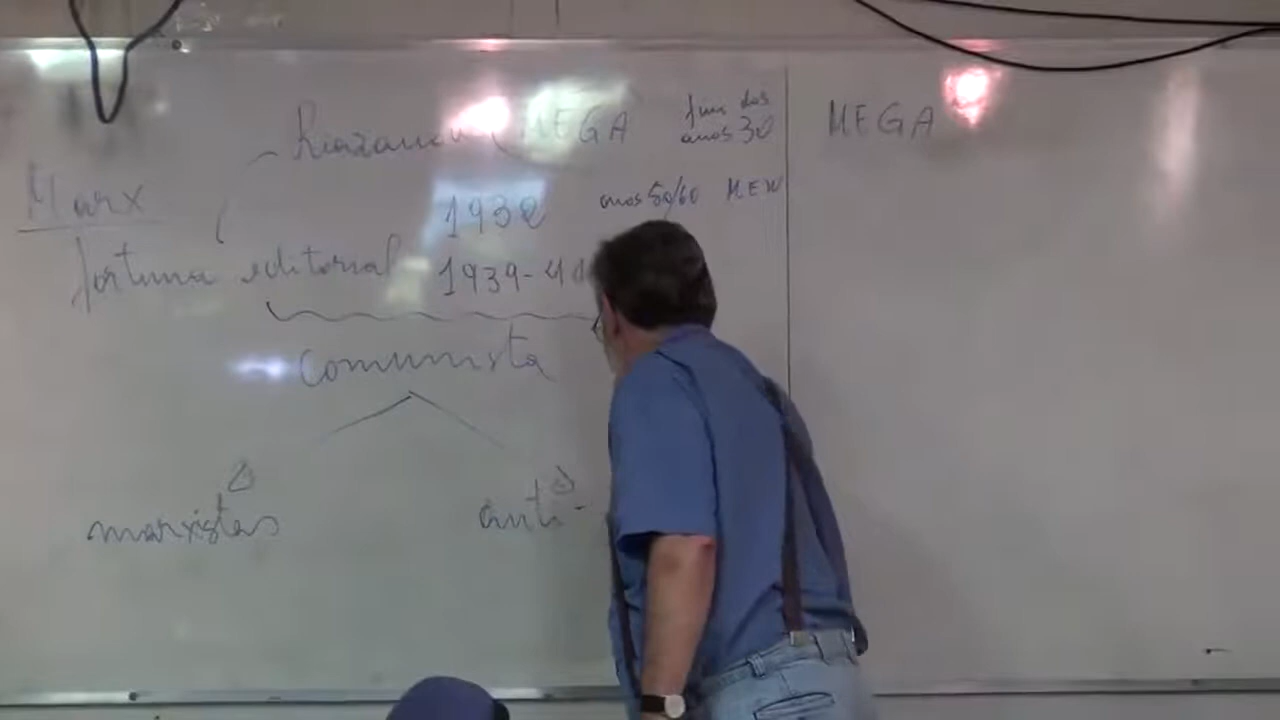 Riazanov MEGA fim dos
anos 30
Marx
1932 anos 50/60 MEW
fortuna editorial 1939-41
comunista
marxistas
anti-
MEGA